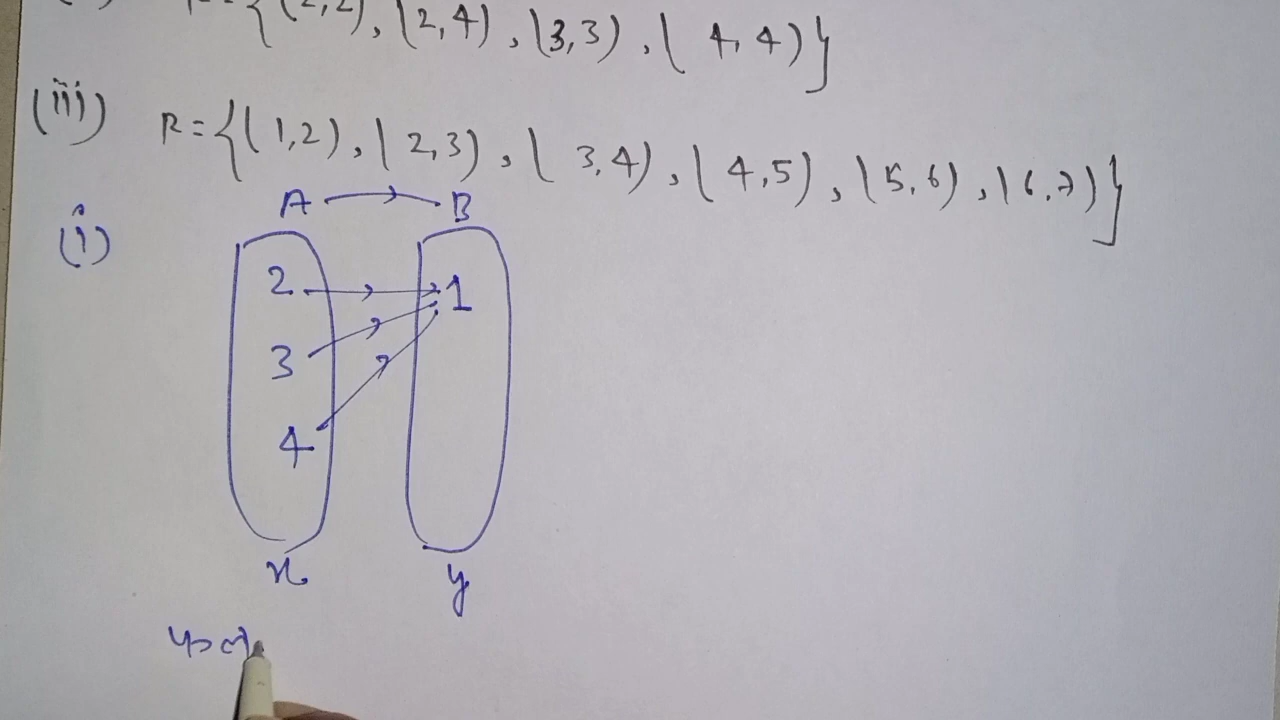 R = {(2,2), (2,4), (3,3), (4,4)}
(iii) R = {(1,2), (2,3), (3,4), (4,5), (5,6), (6,7)}
(i) A → B
2 1
3
4
x y